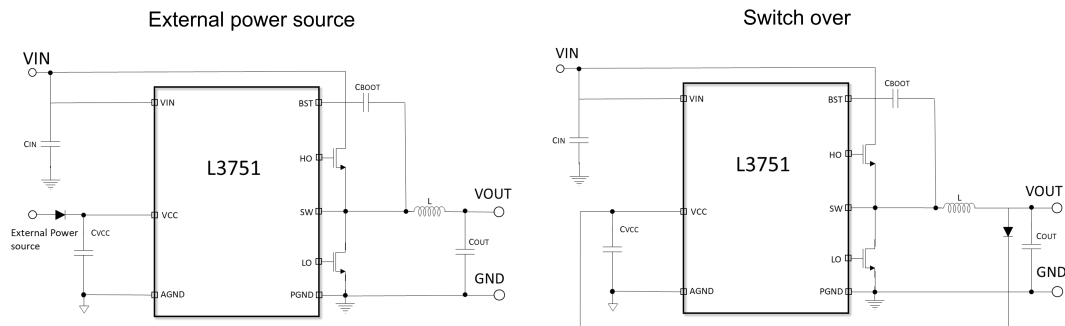 External power source
VIN
CBOOT
VIN
BST
CIN
HO
L3751
L
VOUT
SW
VCC
External Power
source
CVCC
COUT
LO
GND
AGND
PGND
Switch over
VIN
CBOOT
VIN
BST
CIN
HO
L3751
L
VOUT
SW
VCC
CVCC
COUT
LO
GND
AGND
PGND